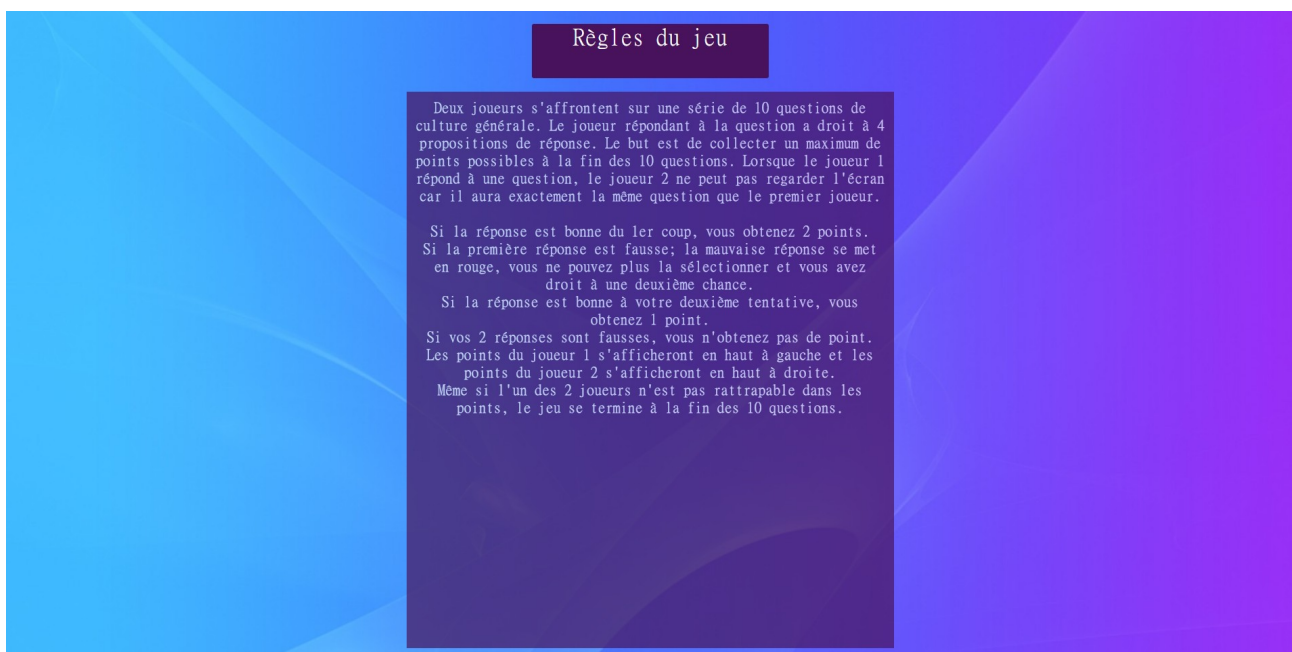 Règles du jeu
Deux joueurs s'affrontent sur une série de 10 questions de
culture générale. Le joueur répondant à la question a droit à 4
propositions de réponse. Le but est de collecter un maximum de
points possibles à la fin des 10 questions. Lorsque le joueur 1
répond à une question, le joueur 2 ne peut pas regarder l'écran
car il aura exactement la même question que le premier joueur.
Si la réponse est bonne du 1er coup, vous obtenez 2 points.
Si la première réponse est fausse; la mauvaise réponse se met
en rouge, vous ne pouvez plus la sélectionner et vous avez
droit à une deuxième chance.
Si la réponse est bonne à votre deuxième tentative, vous
obtenez 1 point.
Si vos 2 réponses sont fausses, vous n'obtenez pas de point.
Les points du joueur 1 s'afficheront en haut à gauche et les
points du joueur 2 s'afficheront en haut à droite.
Même si l'un des 2 joueurs n'est pas rattrapable dans les
points, le jeu se termine à la fin des 10 questions.